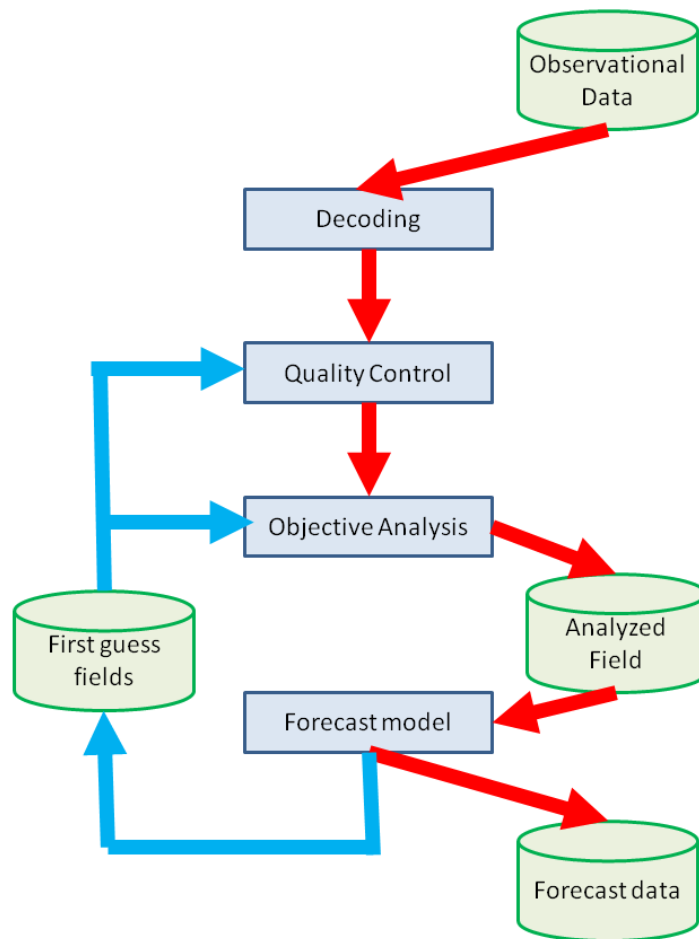 Observational
Data
Decoding
Quality Control
Objective Analysis
First guess
fields
Analyzed
Field
Forecast model
Forecast data